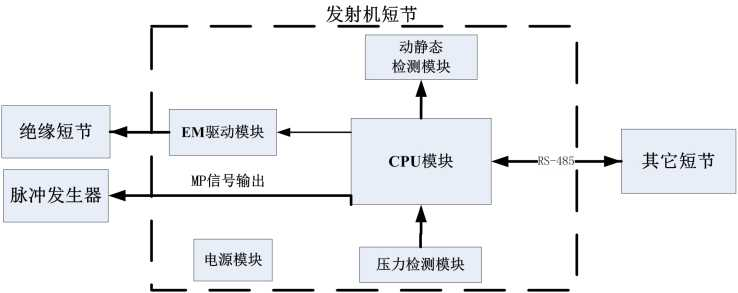 发射机短节
动静态
检测模块
绝缘短节
EM驱动模块
CPU模块
RS-485
其它短节
脉冲发生器
MP信号输出
电源模块
压力检测模块